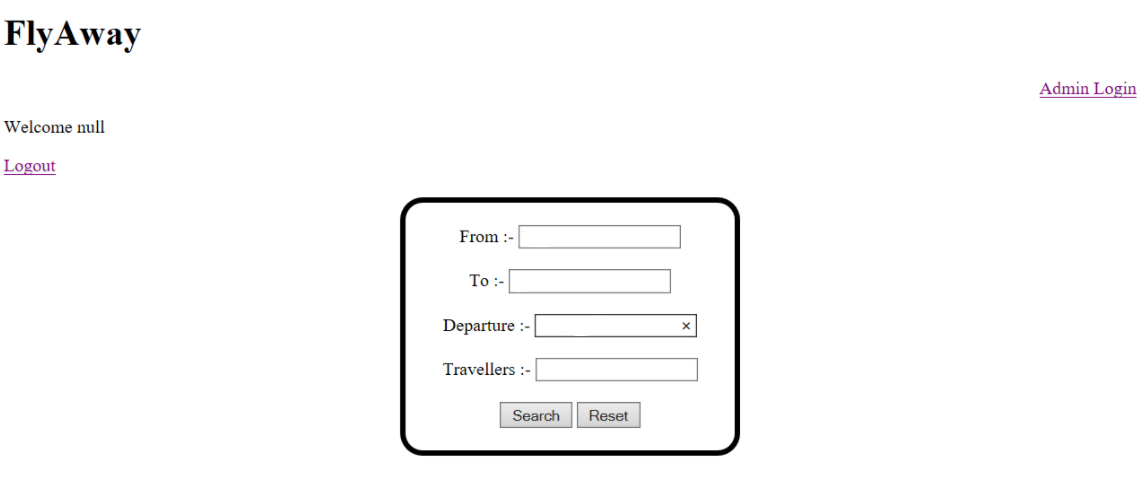 FlyAway
Admin Login
Welcome null
Logout
From :-
To :-
Departure :- ×
Travellers :-
Search Reset